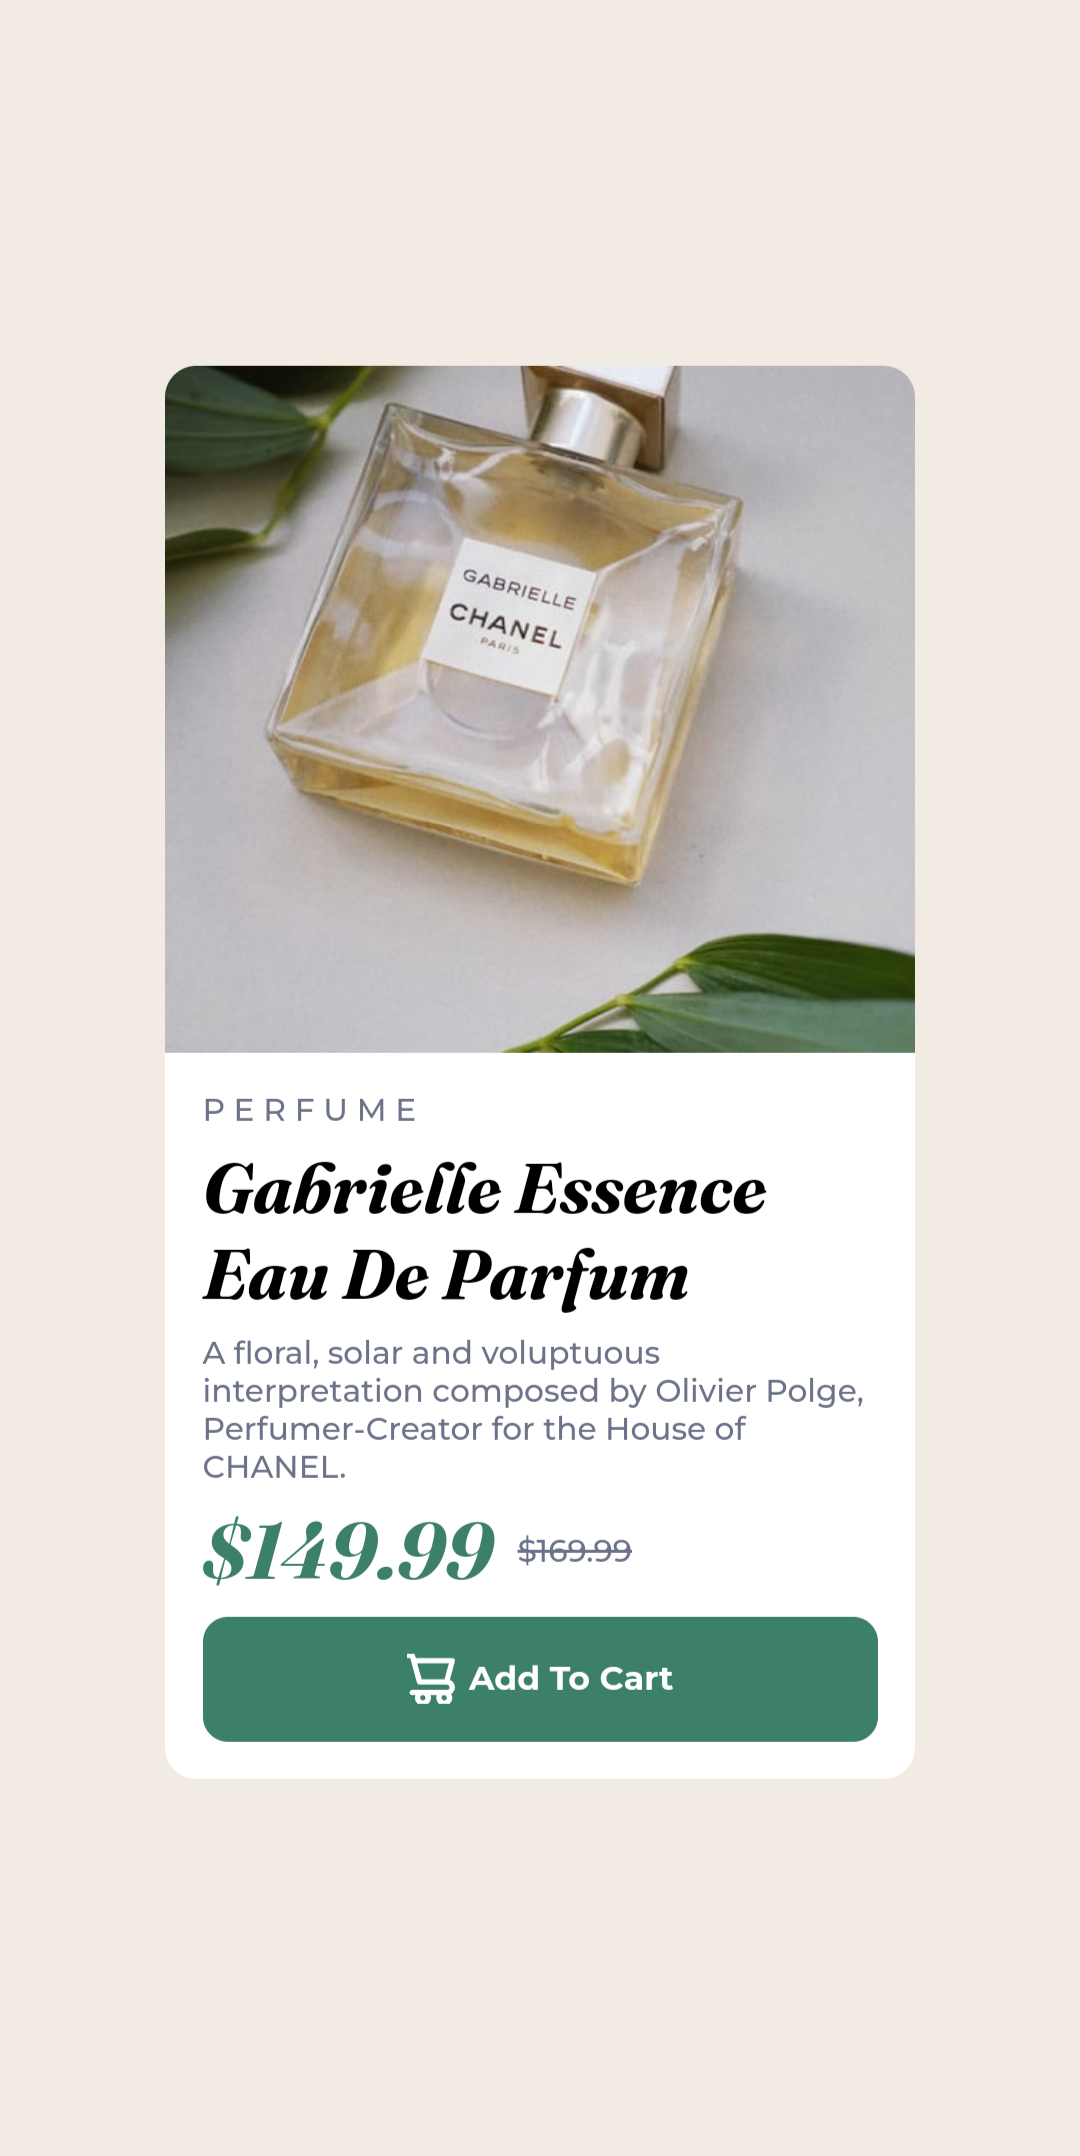 GABRIELLE
CHANEL
PARIS
PERFUME
Gabrielle Essence
Eau De Parfum
A floral, solar and voluptuous
interpretation composed by Olivier Polge,
Perfumer-Creator for the House of
CHANEL.
$149.99 $169.99
Add To Cart